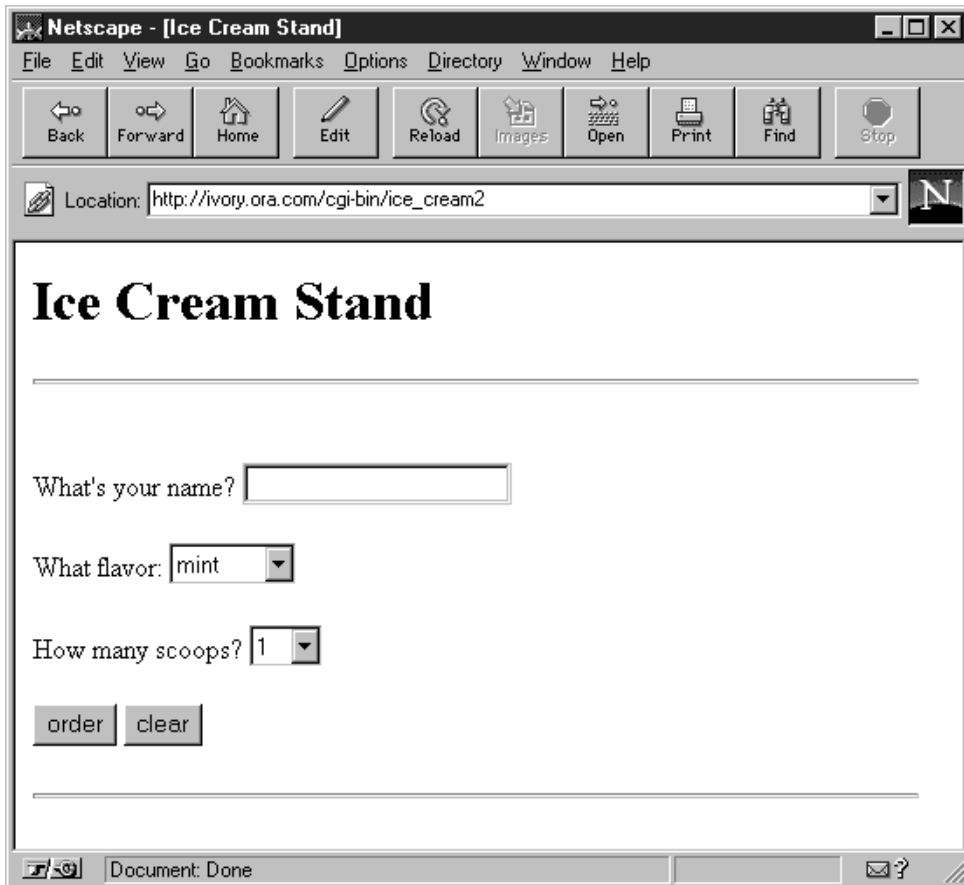 Netscape - [Ice Cream Stand]
File Edit View Go Bookmarks Options Directory Window Help
Back Forward Home Edit Reload Images Open Print Find Stop
Location: http://ivory.ora.com/cgi-bin/ice_cream2 N
Ice Cream Stand
What's your name?
What flavor: mint
How many scoops? 1
order clear
Document: Done ?